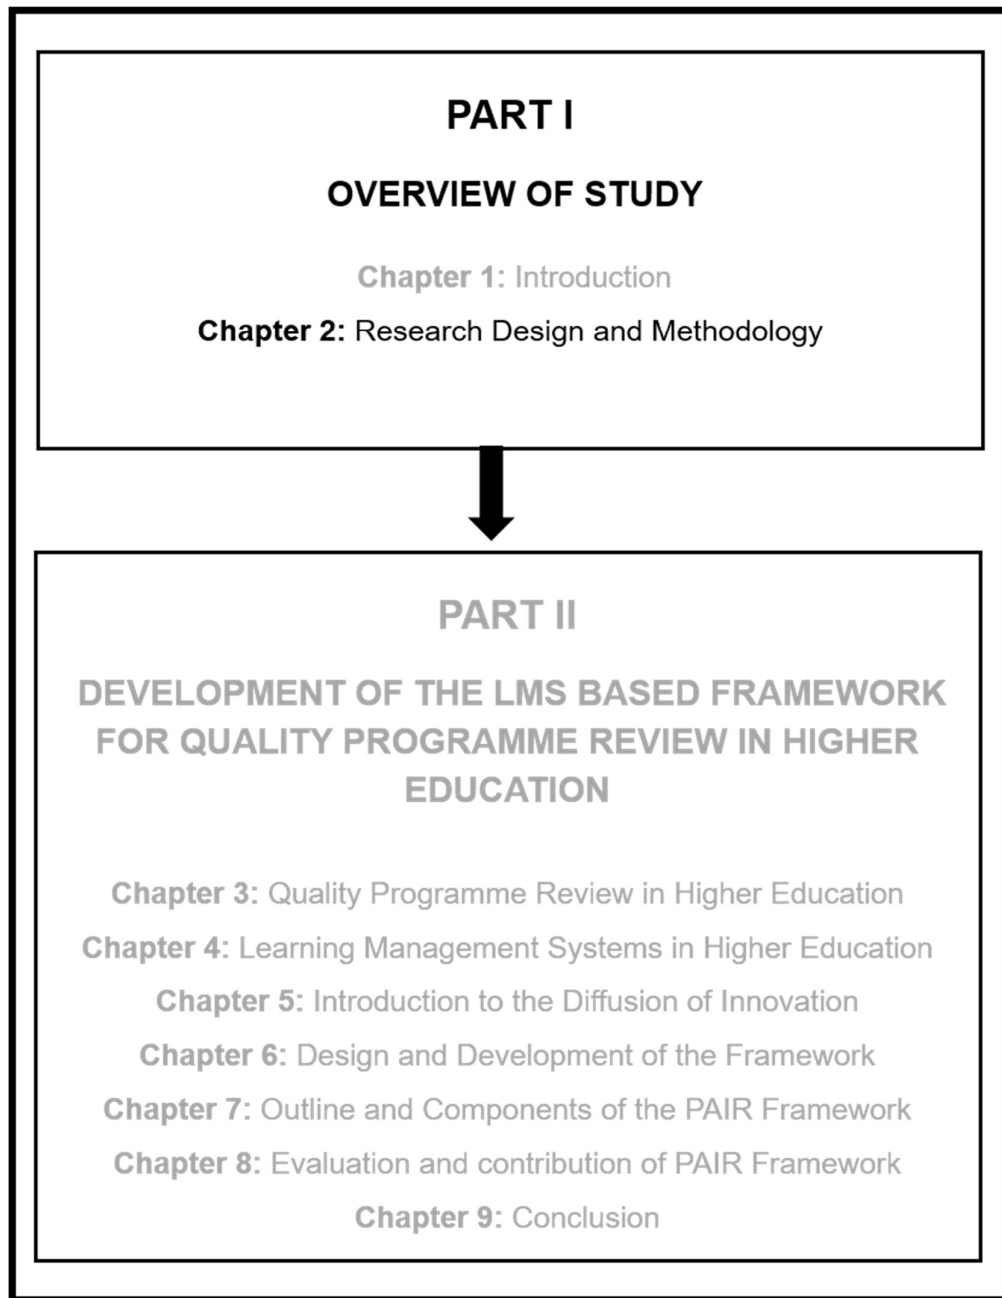 PART I
OVERVIEW OF STUDY
Chapter 1: Introduction
Chapter 2: Research Design and Methodology
PART II
DEVELOPMENT OF THE LMS BASED FRAMEWORK
FOR QUALITY PROGRAMME REVIEW IN HIGHER
EDUCATION
Chapter 3: Quality Programme Review in Higher Education
Chapter 4: Learning Management Systems in Higher Education
Chapter 5: Introduction to the Diffusion of Innovation
Chapter 6: Design and Development of the Framework
Chapter 7: Outline and Components of the PAIR Framework
Chapter 8: Evaluation and contribution of PAIR Framework
Chapter 9: Conclusion